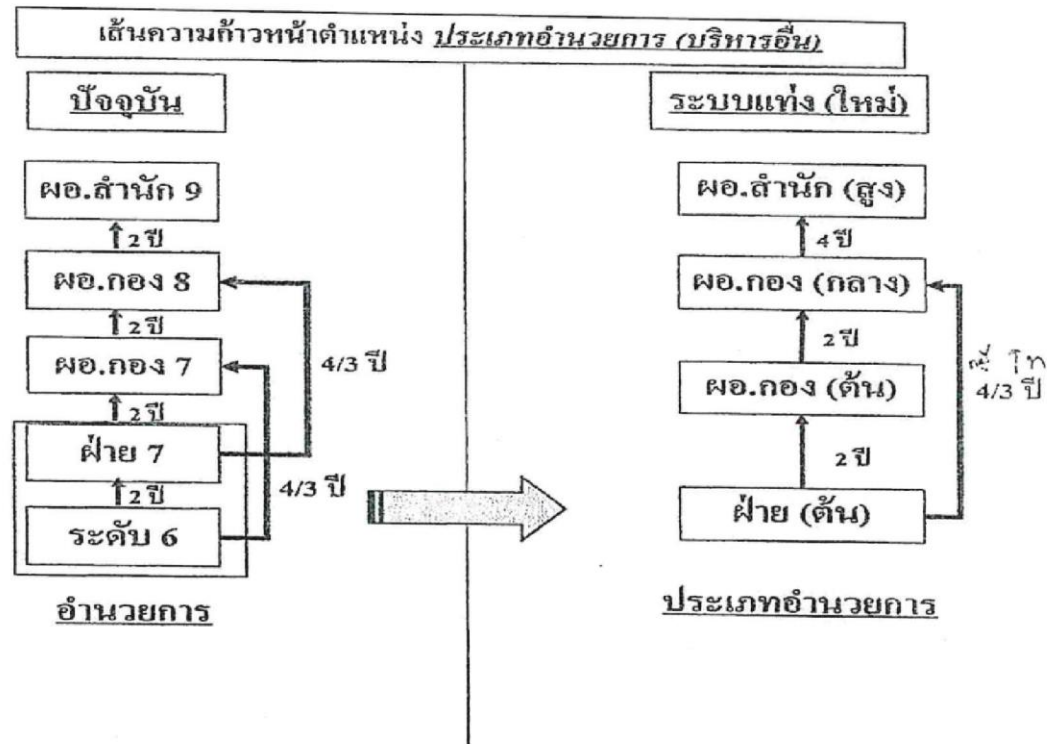 เส้นความก้าวหน้าตำแหน่ง ประเภทอำนวยการ (บริหารอื่น)
ปัจจุบัน
ผอ.สำนัก 9
2 ปี
ผอ.กอง 8
2 ปี
ผอ.กอง 7
4/3 ปี
2 ปี
ฝ่าย 7
2 ปี
4/3 ปี
ระดับ 6
อำนวยการ
ระบบแท่ง (ใหม่)
ผอ.สำนัก (สูง)
4 ปี
ผอ.กอง (กลาง)
2 ปี
4/3 ปี
ผอ.กอง (ต้น)
2 ปี
ฝ่าย (ต้น)
ประเภทอำนวยการ